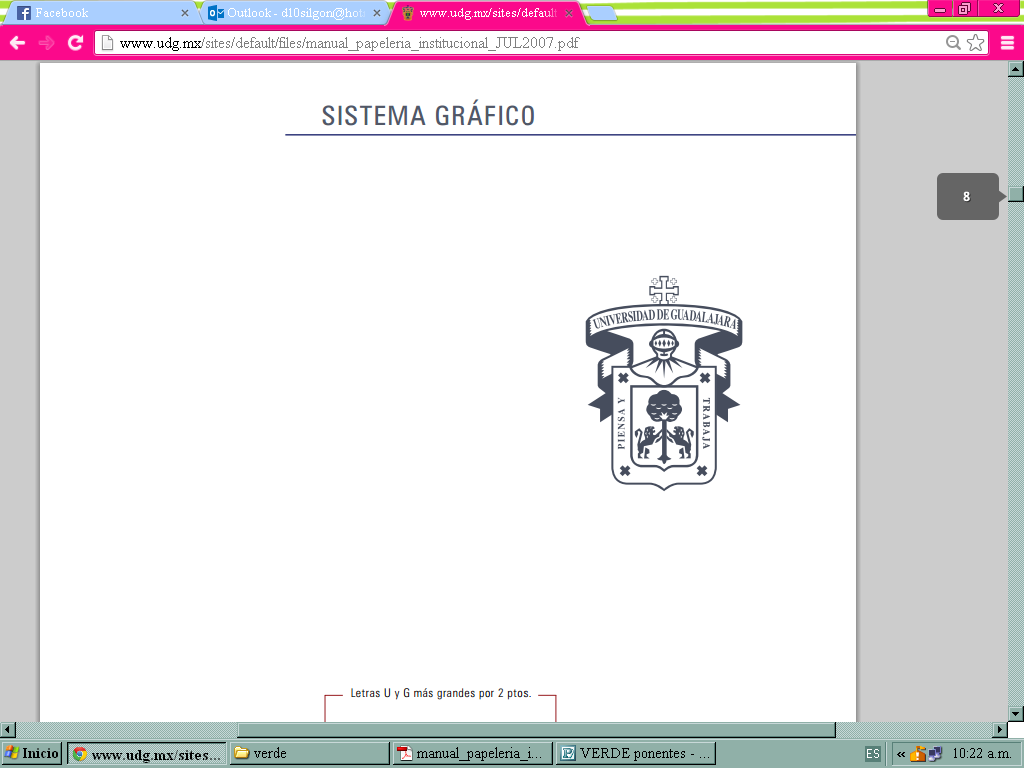 Facebook
Outlook - d10silgon@hot
www.udg.mx/sites/default
www.udg.mx/sites/default/files/manual_papeleria_institucional_JUL2007.pdf
SISTEMA GRÁFICO
8
UNIVERSIDAD DE GUADALAJARA
PIENSA Y
TRABAJA
Letras U y G más grandes por 2 ptos.
Inicio
www.udg.mx/sites...
verde
manual_papeleria_i...
VERDE ponentes - ...
ES
«
10:22 a.m.